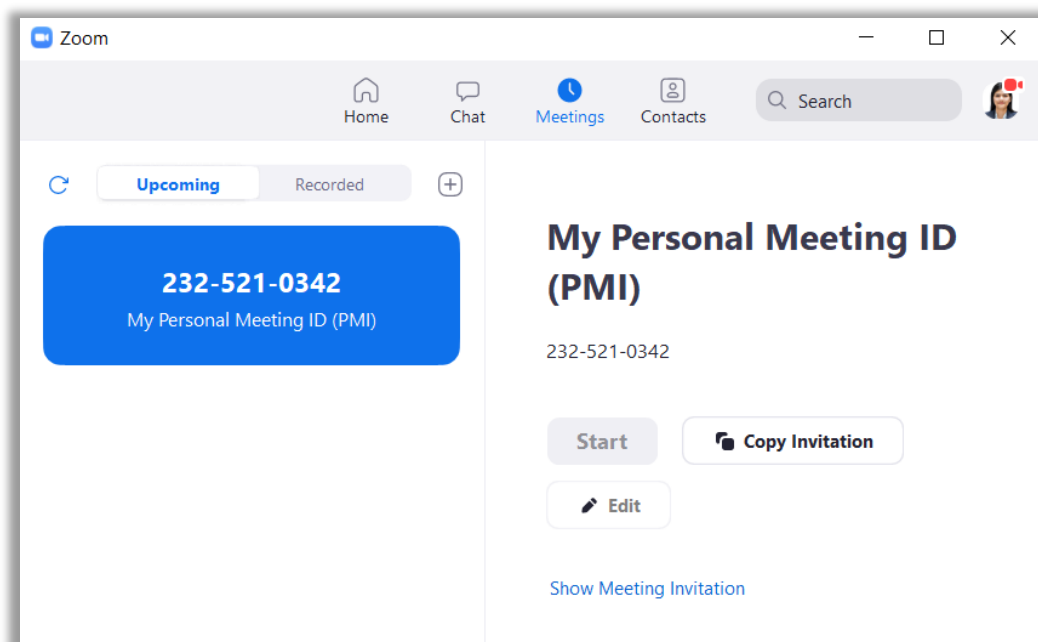 Zoom
Home
Chat
Meetings
Contacts
Search
Upcoming
Recorded
232-521-0342
My Personal Meeting ID (PMI)
My Personal Meeting ID
(PMI)
232-521-0342
Start
Copy Invitation
Edit
Show Meeting Invitation